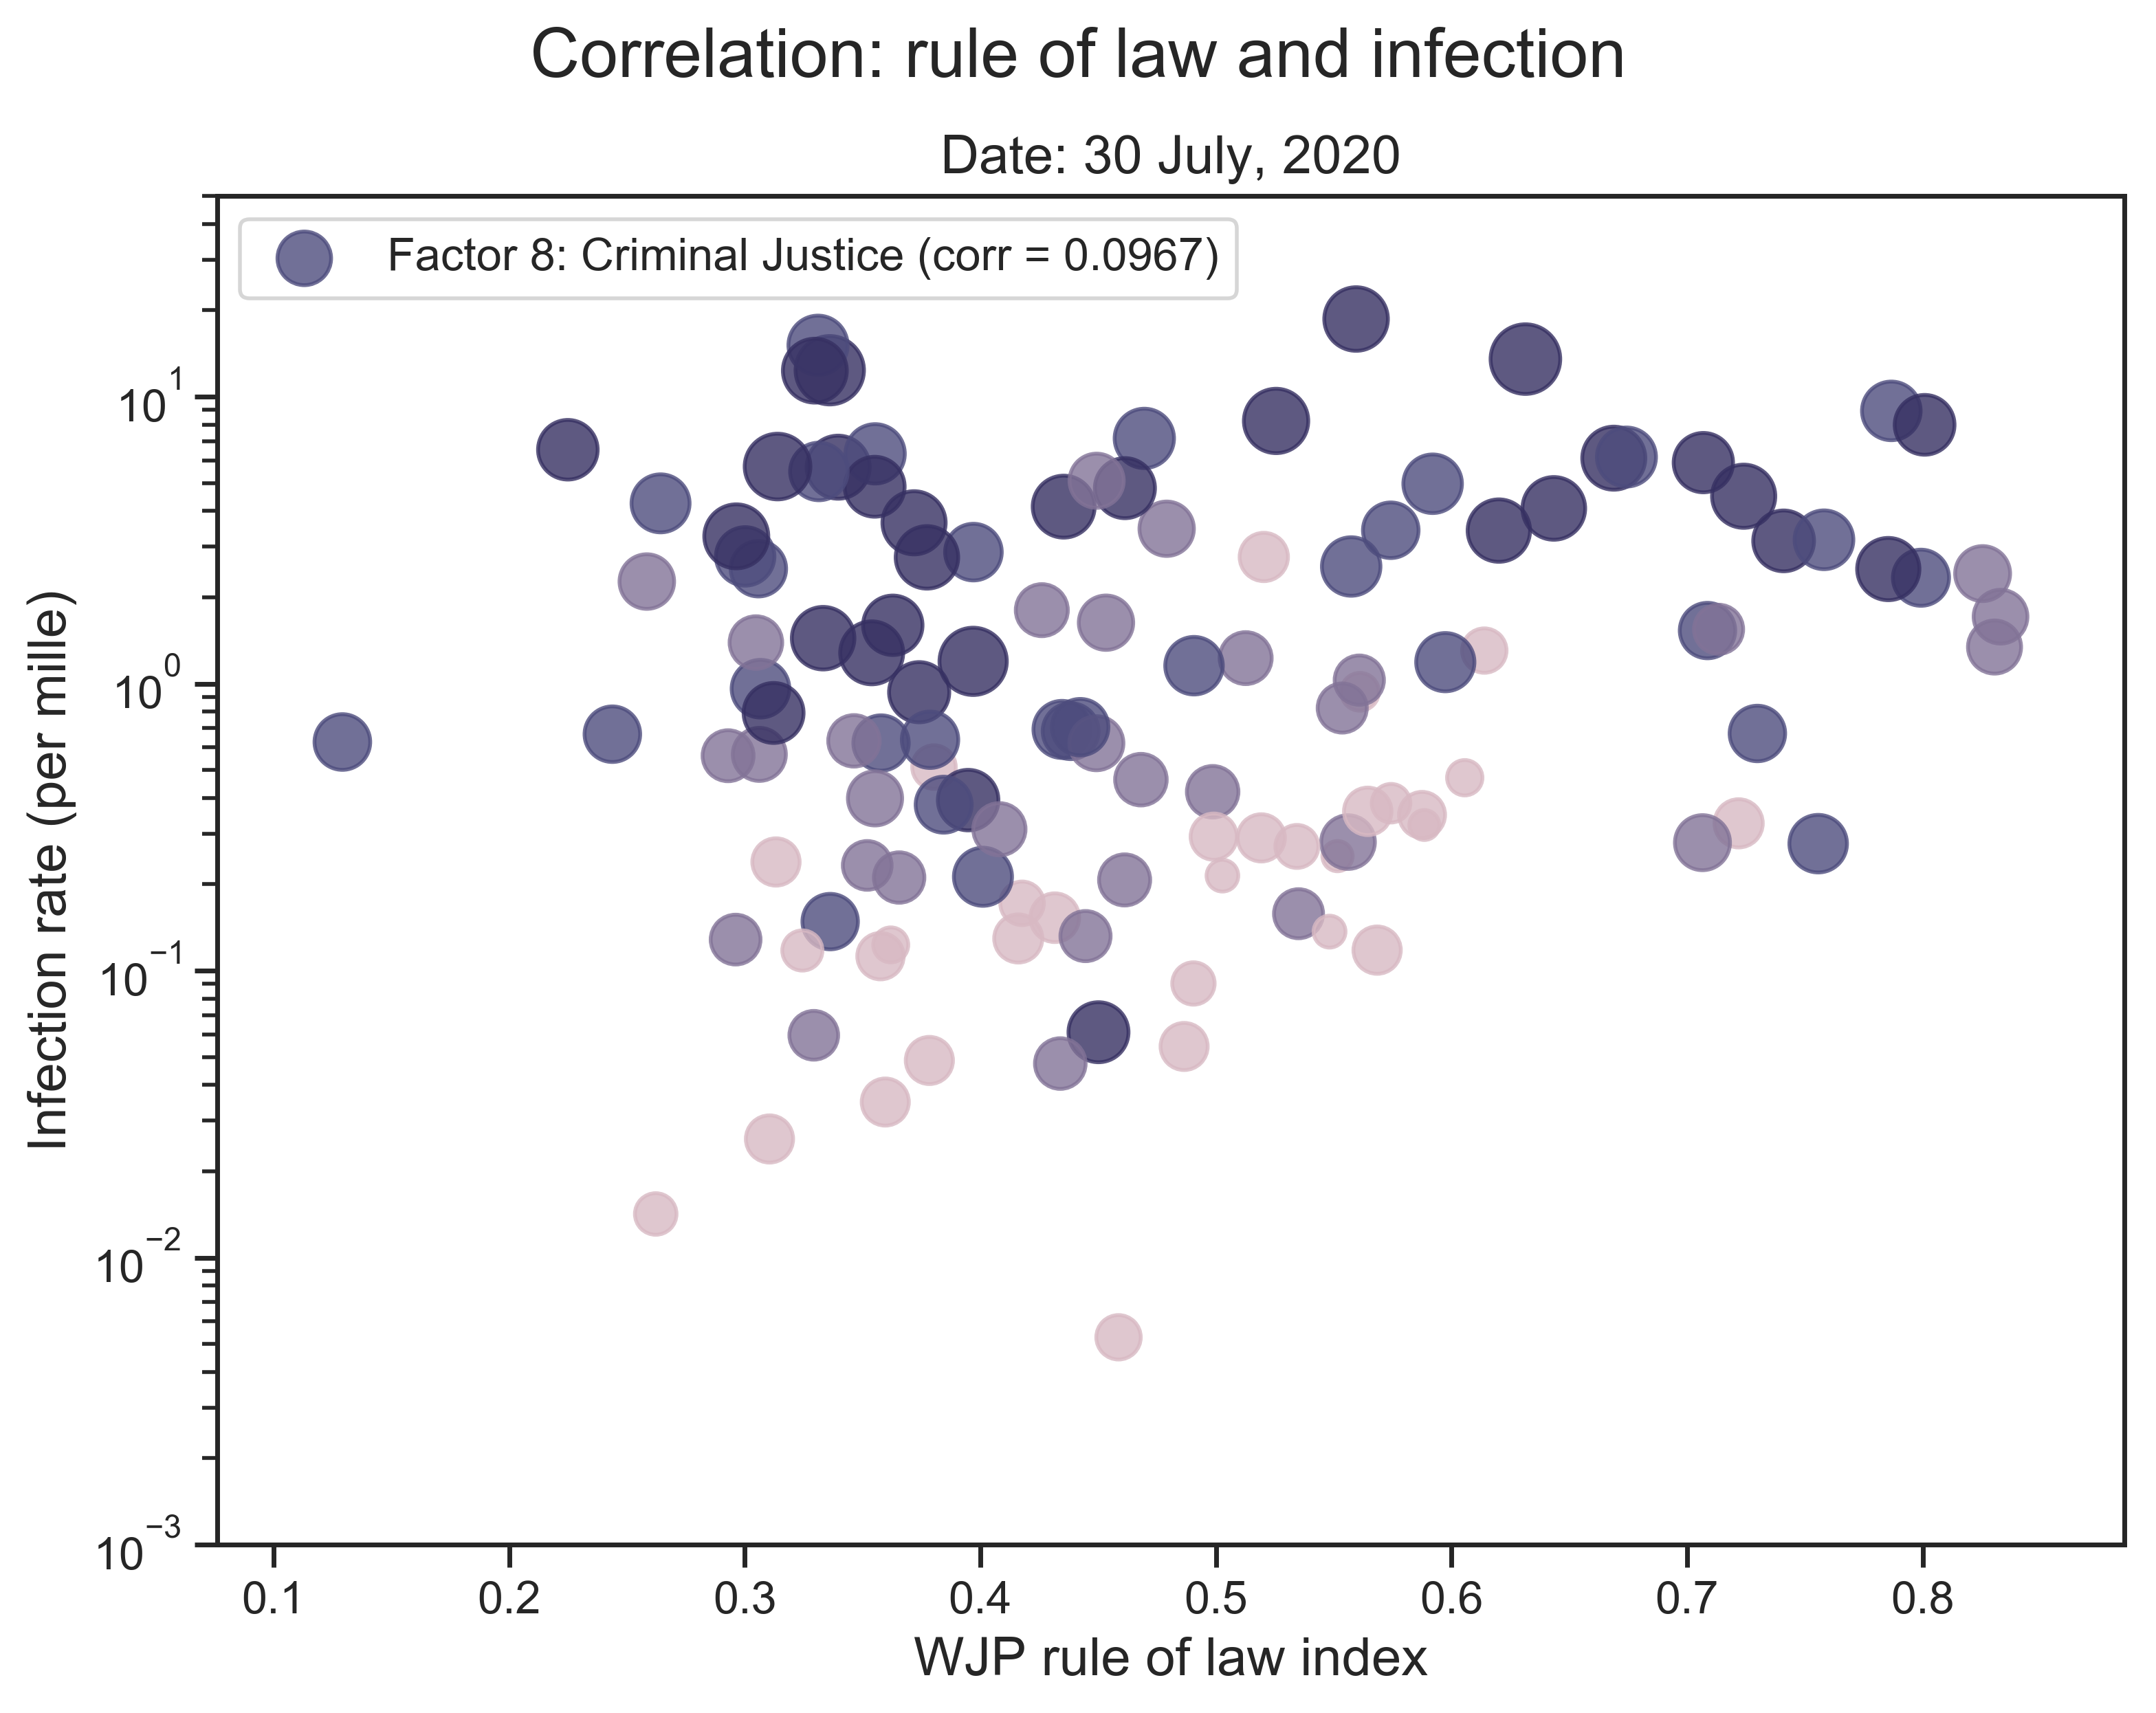 Correlation: rule of law and infection
Date: 30 July, 2020
Factor 8: Criminal Justice (corr = 0.0967)
Infection rate (per mille)
10^1
10^0
10^−1
10^−2
10^−3
0.1 0.2 0.3 0.4 0.5 0.6 0.7 0.8
WJP rule of law index